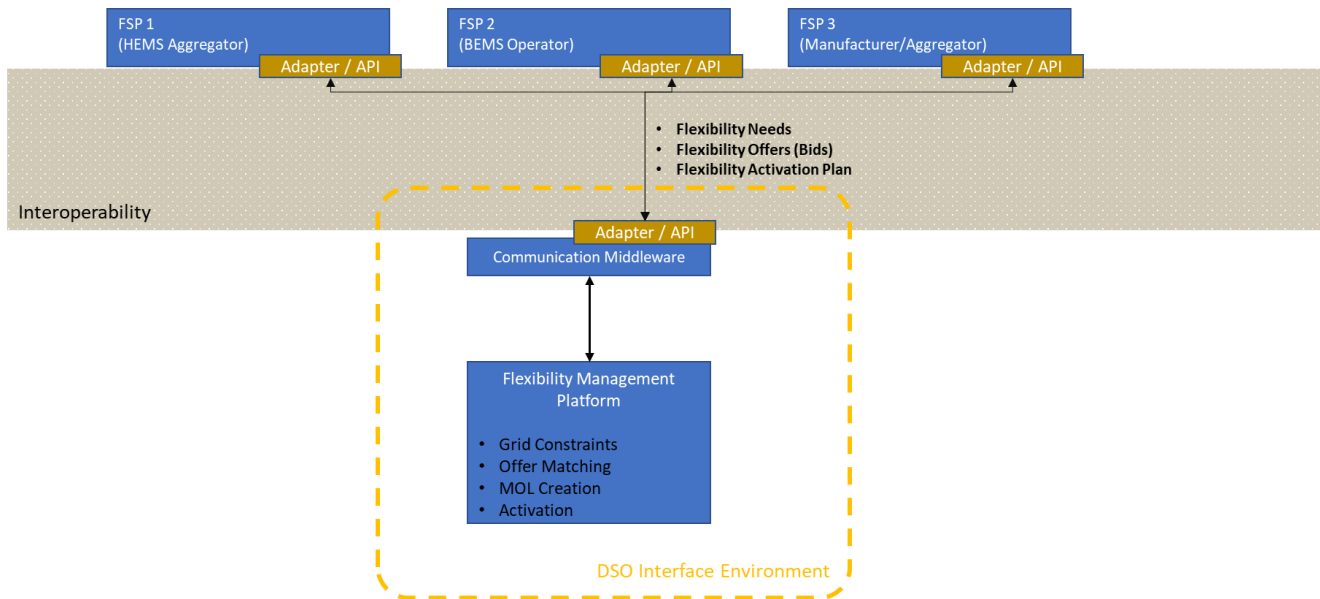 FSP 1
(HEMS Aggregator)
Adapter / API
FSP 2
(BEMS Operator)
Adapter / API
FSP 3
(Manufacturer/Aggregator)
Adapter / API
• Flexibility Needs
• Flexibility Offers (Bids)
• Flexibility Activation Plan
Interoperability
Adapter / API
Communication Middleware
Flexibility Management
Platform
• Grid Constraints
• Offer Matching
• MOL Creation
• Activation
DSO Interface Environment